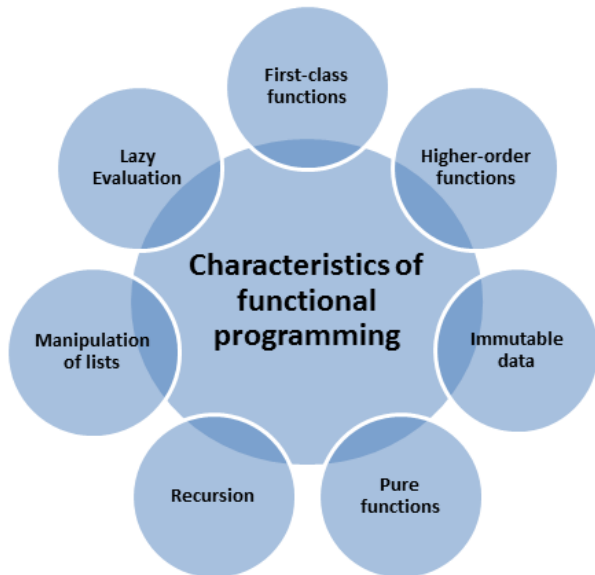 First-class
functions
Higher-order
functions
Immutable
data
Pure
functions
Recursion
Manipulation
of lists
Lazy
Evaluation
Characteristics of
functional
programming